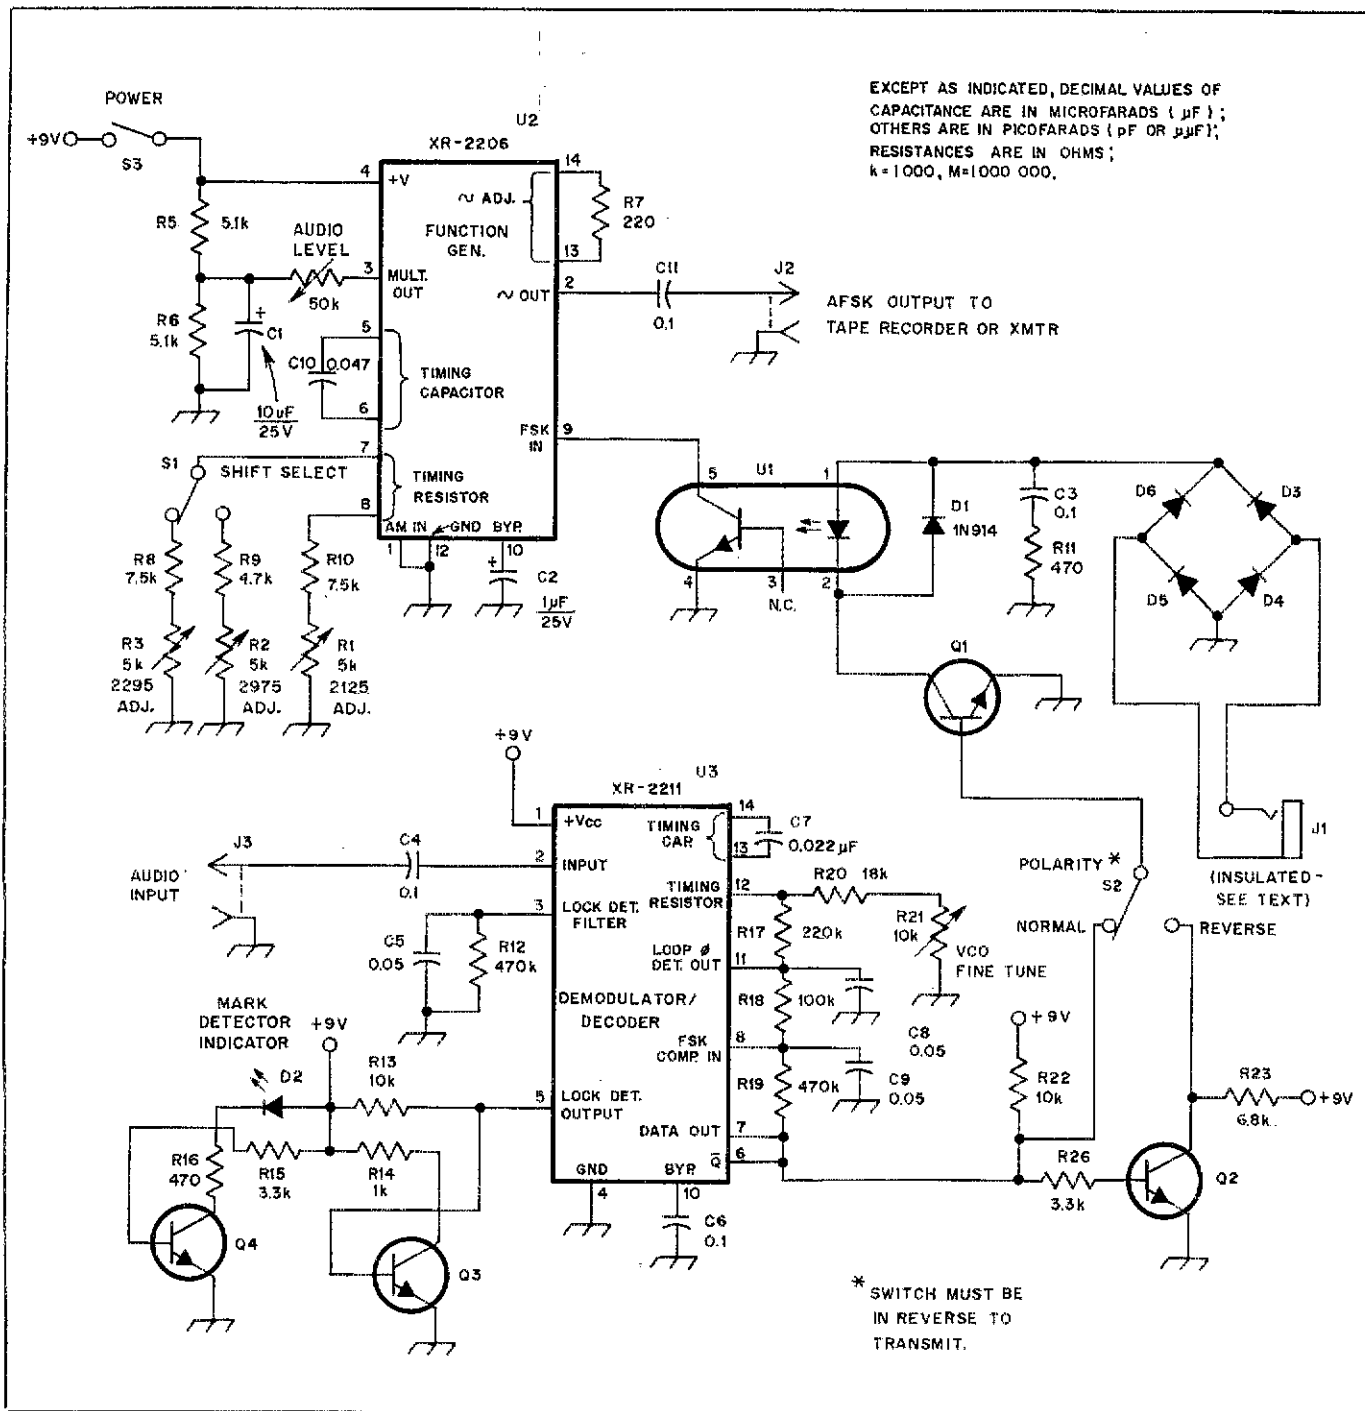 EXCEPT AS INDICATED, DECIMAL VALUES OF
CAPACITANCE ARE IN MICROFARADS ( µF ) ;
OTHERS ARE IN PICOFARADS ( pF OR µµF);
RESISTANCES ARE IN OHMS ;
k=1000, M=1000 000.
POWER
+9V
S3
U2
XR-2206
4
+V
14
~ ADJ.
R7
220
FUNCTION
GEN.
13
R5
5.1k
AUDIO
LEVEL
50k
3
MULT.
OUT
2
~ OUT
C11
0.1
J2
AFSK OUTPUT TO
TAPE RECORDER OR XMTR
R6
5.1k
+
C1
10uF
25V
5
C10
0.047
6
TIMING
CAPACITOR
FSK
IN
9
7
S1
SHIFT SELECT
TIMING
RESISTOR
8
AM IN
GND
BYP.
1
12
10
+
C2
1µF
25V
R8
7.5k
R9
4.7k
R10
7.5k
R3
5k
2295
ADJ.
R2
5k
2975
ADJ.
R1
5k
2125
ADJ.
5
U1
1
4
3
2
N.C.
D1
1N914
C3
0.1
R11
470
D6
D3
D5
D4
Q1
J1
(INSULATED-
SEE TEXT)
POLARITY *
S2
NORMAL
REVERSE
+9V
U3
XR-2211
1
+Vcc
14
TIMING
CAR
13
C7
0.022 µF
J3
AUDIO
INPUT
C4
0.1
2
INPUT
TIMING
RESISTOR
12
R20
18k
R21
10k
VCO
FINE TUNE
3
LOCK DET.
FILTER
C5
0.05
R12
470k
R17
220k
LOOP ø
DET. OUT
11
R18
100k
DEMODULATOR/
DECODER
C8
0.05
FSK
COMP. IN
8
C9
0.05
R19
470k
MARK
DETECTOR
INDICATOR
+9V
D2
R13
10k
5
LOCK DET.
OUTPUT
DATA OUT
7
Q̅
6
R16
470
R15
3.3k
R14
1k
GND
4
BYP.
10
C6
0.1
Q4
Q3
+9V
R22
10k
R26
3.3k
R23
6.8k
+9V
Q2
* SWITCH MUST BE
IN REVERSE TO
TRANSMIT.